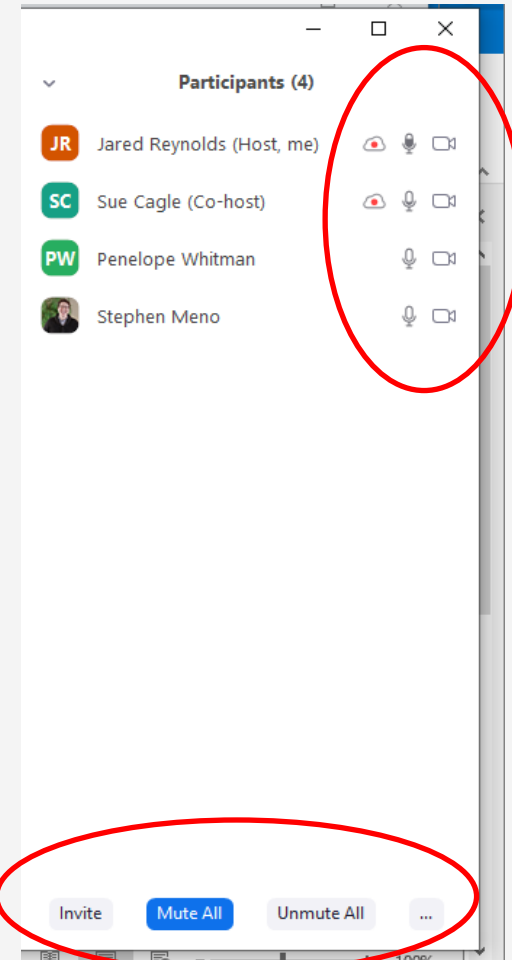 Participants (4)
JR Jared Reynolds (Host, me)
SC Sue Cagle (Co-host)
PW Penelope Whitman
Stephen Meno
Invite Mute All Unmute All ...
100%